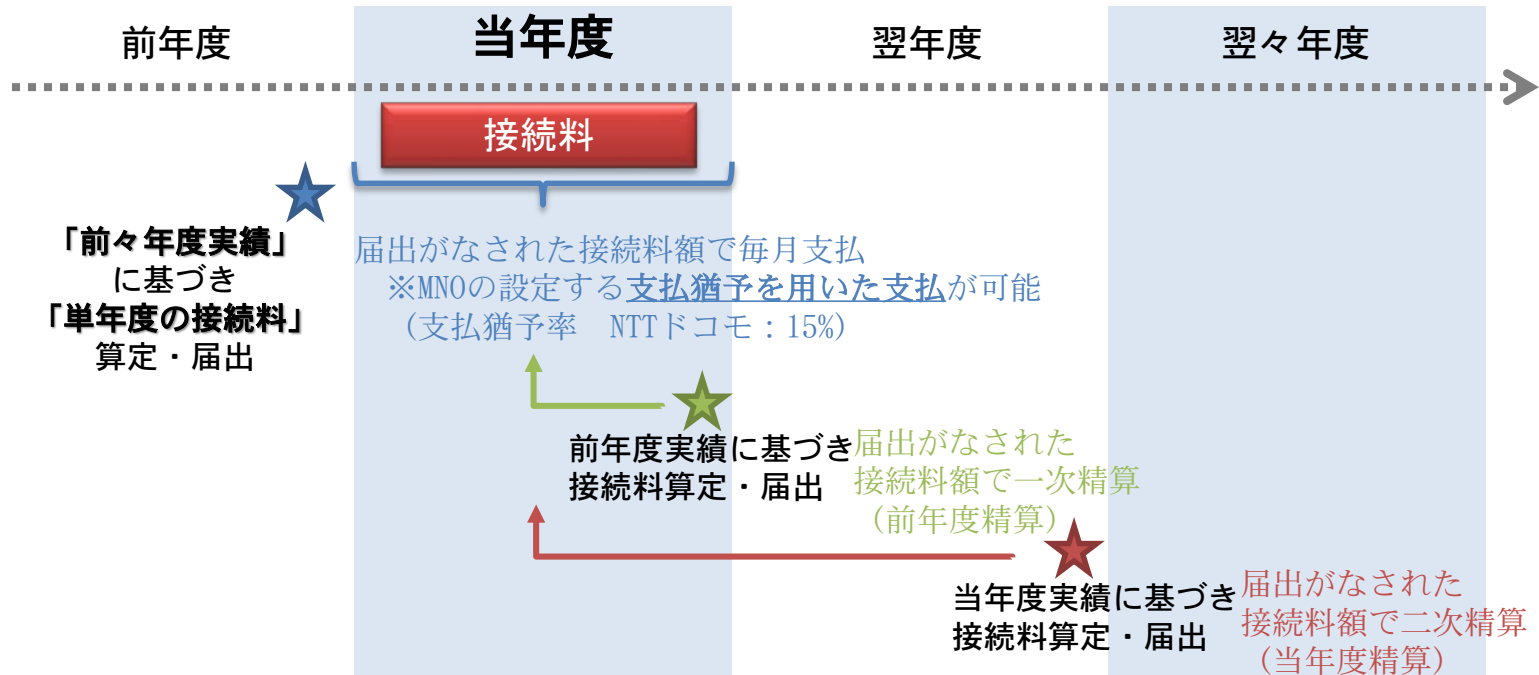 前年度
当年度
翌年度
翌々年度
接続料
「前々年度実績」
に基づき
「単年度の接続料」
算定・届出
届出がなされた接続料額で毎月支払
※MNOの設定する支払猶予を用いた支払が可能
（支払猶予率　NTTドコモ：15%）
前年度実績に基づき
接続料算定・届出
届出がなされた
接続料額で一次精算
（前年度精算）
当年度実績に基づき
接続料算定・届出
届出がなされた
接続料額で二次精算
（当年度精算）